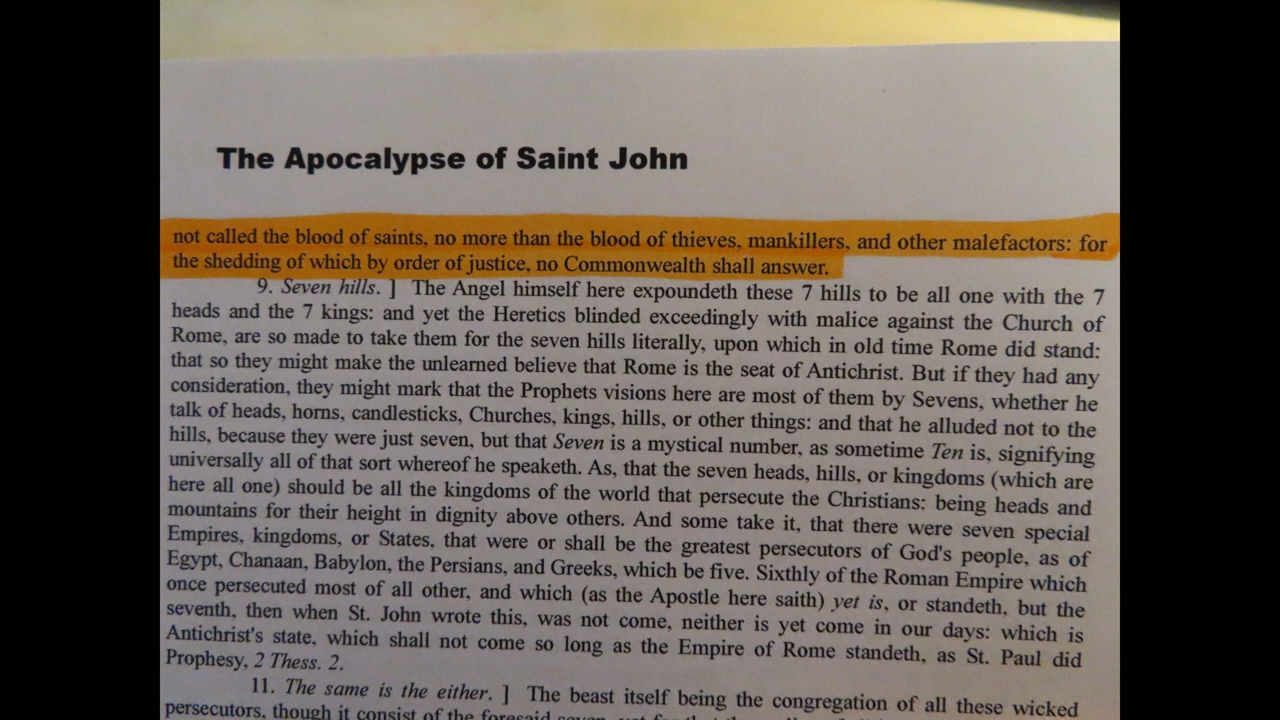 The Apocalypse of Saint John
not called the blood of saints, no more than the blood of thieves, mankillers, and other malefactors: for
the shedding of which by order of justice, no Commonwealth shall answer.
9. Seven hills. ] The Angel himself here expoundeth these 7 hills to be all one with the 7
heads and the 7 kings: and yet the Heretics blinded exceedingly with malice against the Church of
Rome, are so made to take them for the seven hills literally, upon which in old time Rome did stand:
that so they might make the unlearned believe that Rome is the seat of Antichrist. But if they had any
consideration, they might mark that the Prophets visions here are most of them by Sevens, whether he
talk of heads, horns, candlesticks, Churches, kings, hills, or other things: and that he alluded not to the
hills, because they were just seven, but that Seven is a mystical number, as sometime Ten is, signifying
universally all of that sort whereof he speaketh. As, that the seven heads, hills, or kingdoms (which are
here all one) should be all the kingdoms of the world that persecute the Christians: being heads and
mountains for their height in dignity above others. And some take it, that there were seven special
Empires, kingdoms, or States, that were or shall be the greatest persecutors of God's people, as of
Egypt, Chanaan, Babylon, the Persians, and Greeks, which be five. Sixthly of the Roman Empire which
once persecuted most of all other, and which (as the Apostle here saith) yet is, or standeth, but the
seventh, then when St. John wrote this, was not come, neither is yet come in our days: which is
Antichrist's state, which shall not come so long as the Empire of Rome standeth, as St. Paul did
Prophesy, 2 Thess. 2.
11. The same is the either. ] The beast itself being the congregation of all these wicked
persecutors, though it consist of the foresaid seven, yet for that the